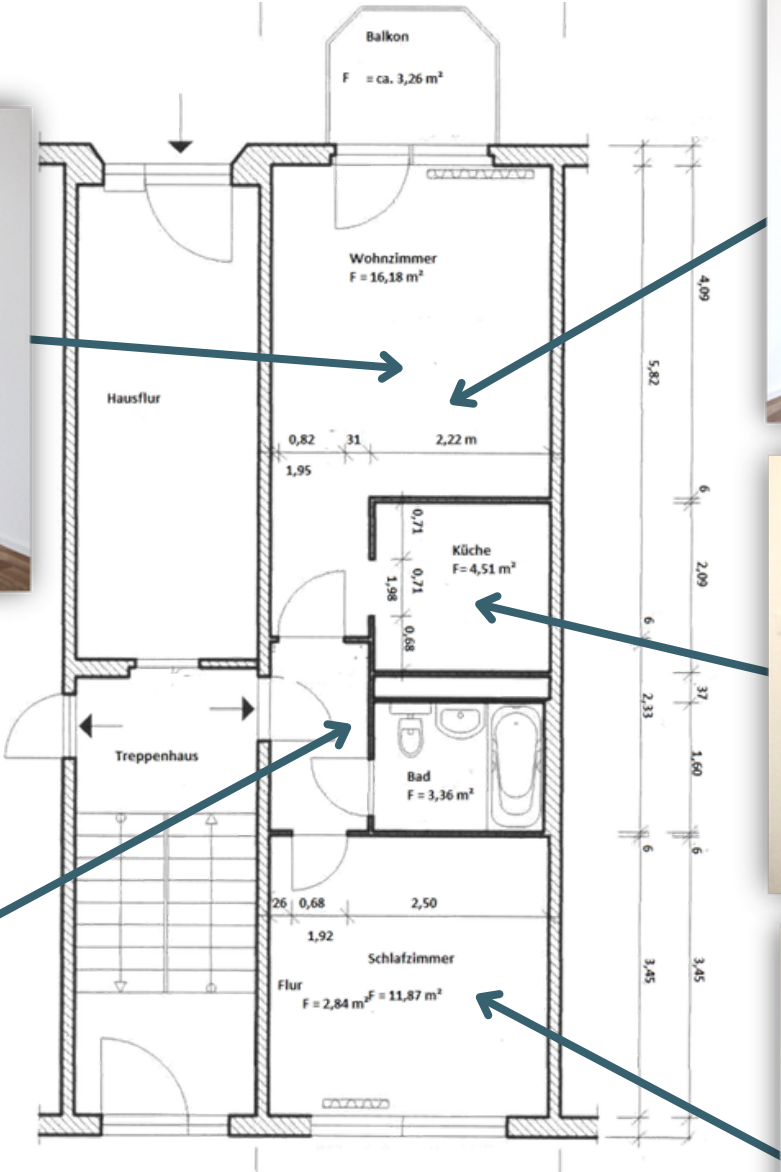 Balkon
F = ca. 3,26 m²
Wohnzimmer
F = 16,18 m²
4,09
5,82
Hausflur
0,82 31 2,22 m
1,95
6
0,71
Küche
F= 4,51 m²
0,71
1,98
2,09
0,68
6
37
2,33
Treppenhaus
1,60
Bad
F = 3,36 m²
6
6
26 0,68 2,50
1,92
Schlafzimmer
3,45
3,45
Flur
F = 2,84 m²
F = 11,87 m²